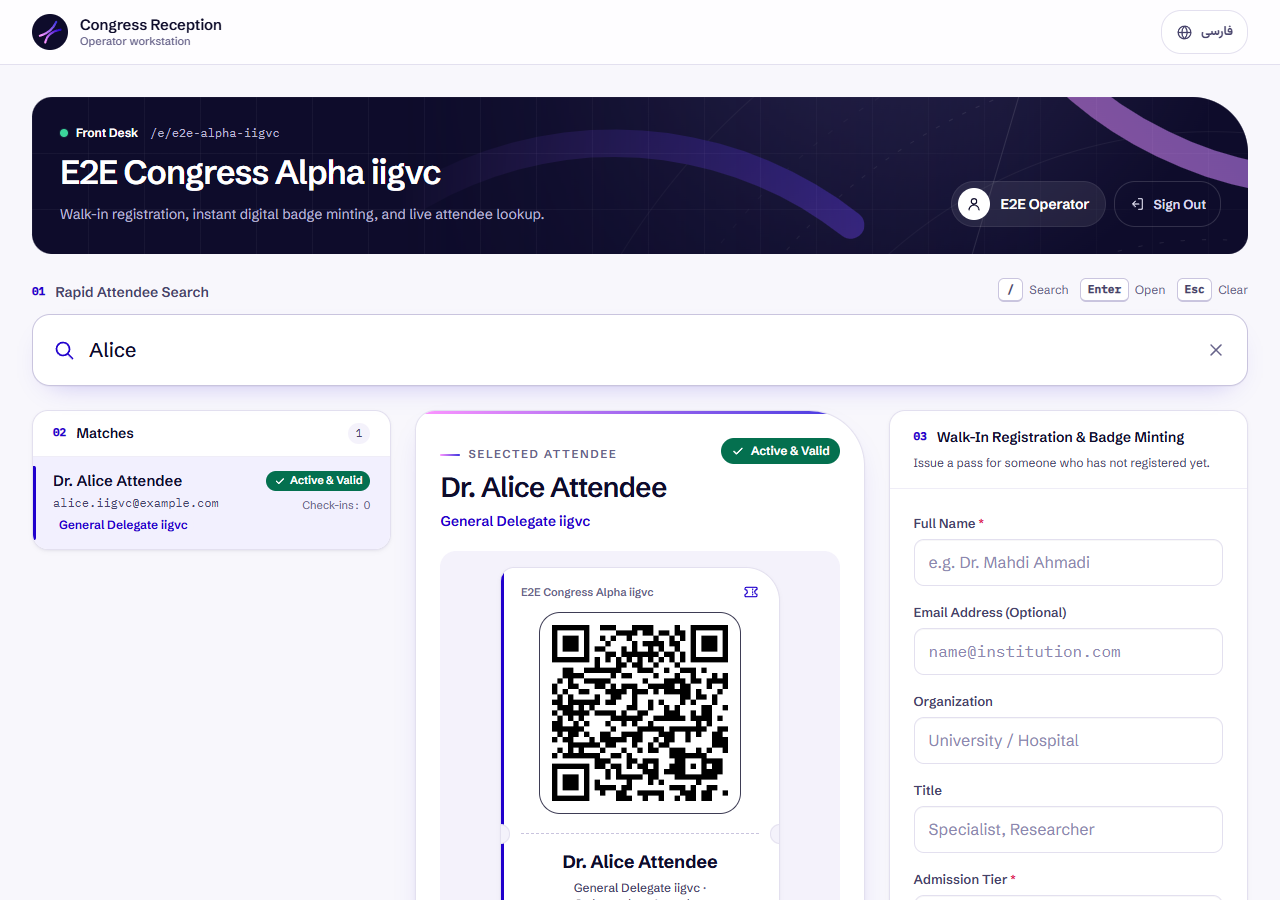 Congress Reception
Operator workstation
فارسی
Front Desk /e/e2e-alpha-iigvc
E2E Congress Alpha iigvc
Walk-in registration, instant digital badge minting, and live attendee lookup.
E2E Operator
Sign Out
01 Rapid Attendee Search
/ Search Enter Open Esc Clear
Alice
02 Matches 1
Dr. Alice Attendee
Active & Valid
alice.iigvc@example.com
Check-ins: 0
General Delegate iigvc
SELECTED ATTENDEE
Active & Valid
Dr. Alice Attendee
General Delegate iigvc
E2E Congress Alpha iigvc
Dr. Alice Attendee
General Delegate iigvc ·
03 Walk-In Registration & Badge Minting
Issue a pass for someone who has not registered yet.
Full Name *
e.g. Dr. Mahdi Ahmadi
Email Address (Optional)
name@institution.com
Organization
University / Hospital
Title
Specialist, Researcher
Admission Tier *